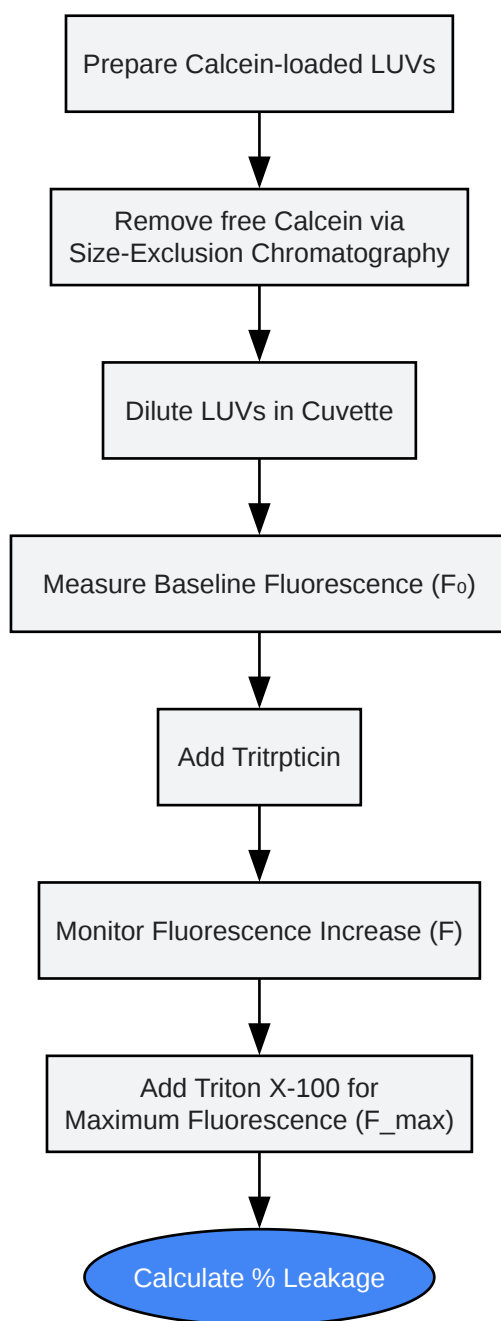 Prepare Calcein-loaded LUVs
Remove free Calcein via
Size-Exclusion Chromatography
Dilute LUVs in Cuvette
Measure Baseline Fluorescence (F₀)
Add Tritrpticin
Monitor Fluorescence Increase (F)
Add Triton X-100 for
Maximum Fluorescence (F_max)
Calculate % Leakage